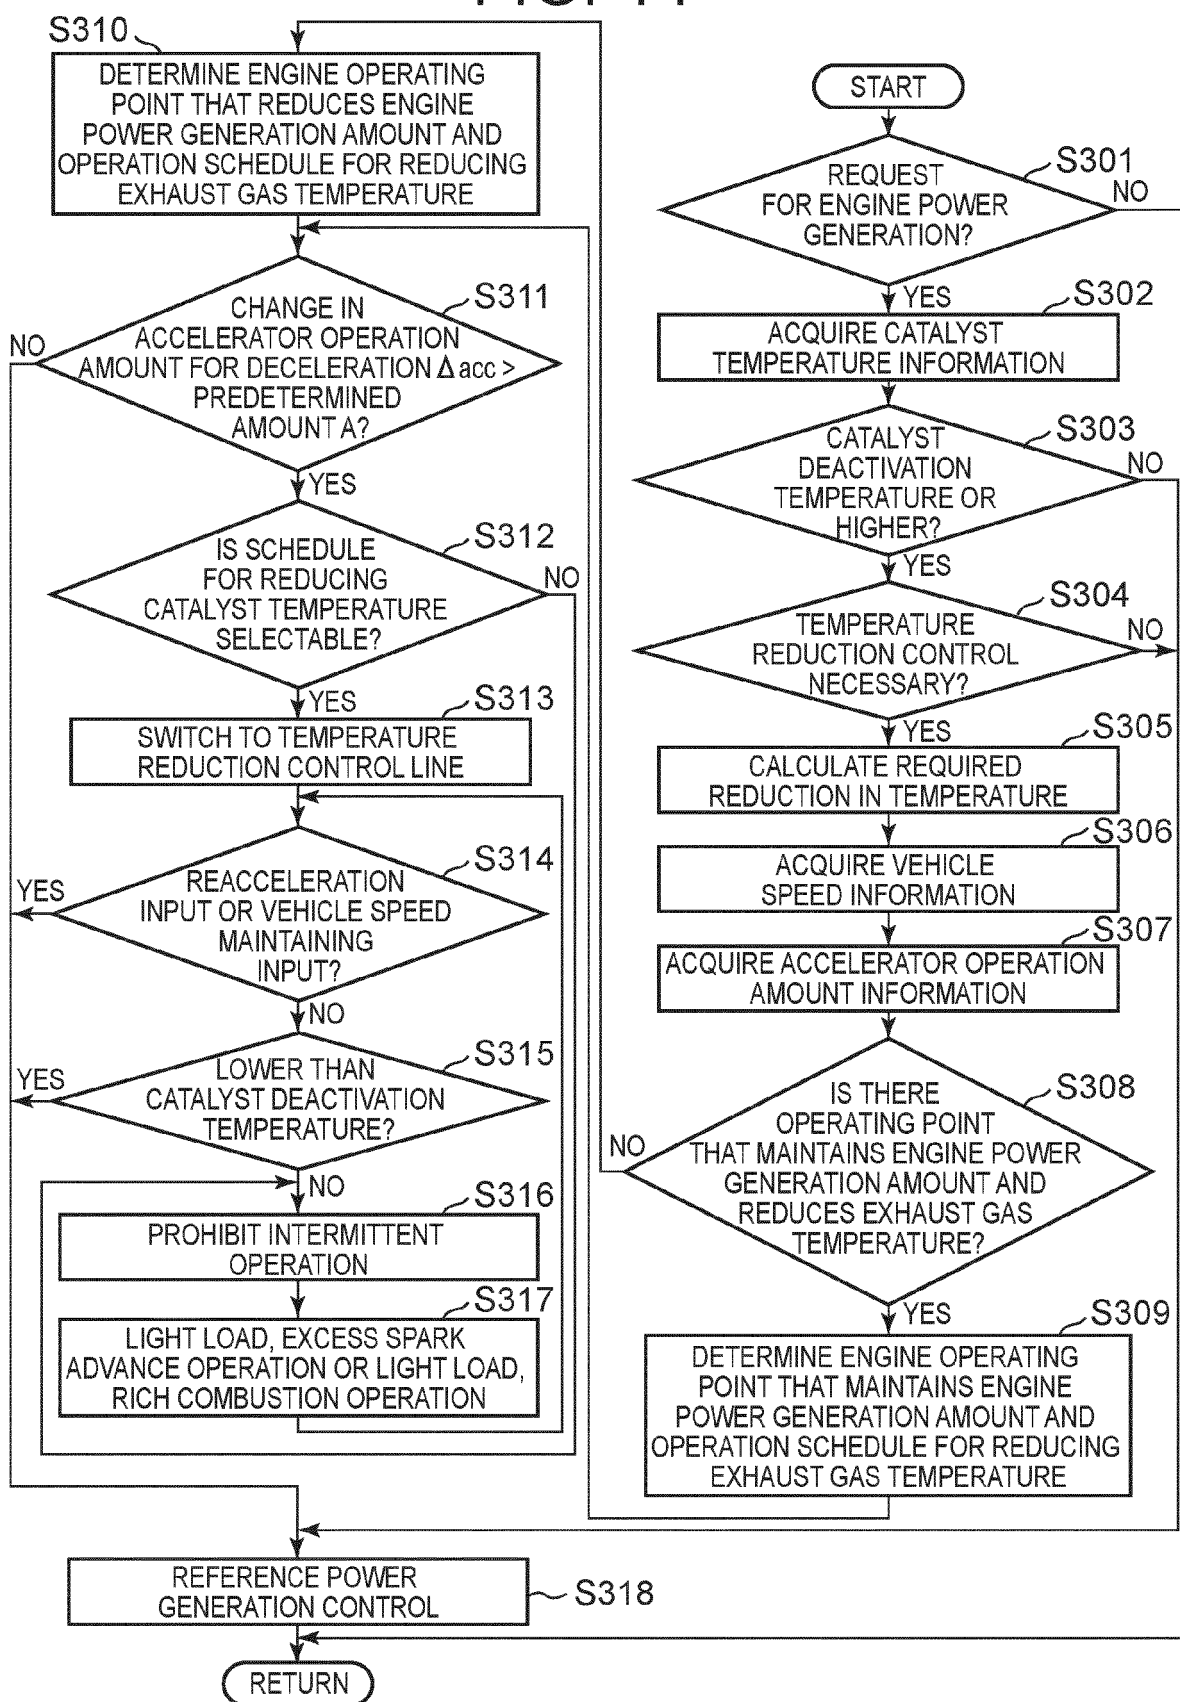 START
S301
REQUEST
FOR ENGINE POWER
GENERATION?
NO
YES
S302
ACQUIRE CATALYST
TEMPERATURE INFORMATION
S303
CATALYST
DEACTIVATION
TEMPERATURE OR
HIGHER?
NO
YES
S304
TEMPERATURE
REDUCTION CONTROL
NECESSARY?
NO
YES
S305
CALCULATE REQUIRED
REDUCTION IN TEMPERATURE
S306
ACQUIRE VEHICLE
SPEED INFORMATION
S307
ACQUIRE ACCELERATOR OPERATION
AMOUNT INFORMATION
S308
IS THERE
OPERATING POINT
THAT MAINTAINS ENGINE POWER
GENERATION AMOUNT AND
REDUCES EXHAUST GAS
TEMPERATURE?
NO
YES
S309
DETERMINE ENGINE OPERATING
POINT THAT MAINTAINS ENGINE
POWER GENERATION AMOUNT AND
OPERATION SCHEDULE FOR REDUCING
EXHAUST GAS TEMPERATURE
S310
DETERMINE ENGINE OPERATING
POINT THAT REDUCES ENGINE
POWER GENERATION AMOUNT AND
OPERATION SCHEDULE FOR REDUCING
EXHAUST GAS TEMPERATURE
S311
CHANGE IN
ACCELERATOR OPERATION
AMOUNT FOR DECELERATION Δacc >
PREDETERMINED
AMOUNT A?
NO
YES
S312
IS SCHEDULE
FOR REDUCING
CATALYST TEMPERATURE
SELECTABLE?
NO
YES
S313
SWITCH TO TEMPERATURE
REDUCTION CONTROL LINE
S314
REACCELERATION
INPUT OR VEHICLE SPEED
MAINTAINING
INPUT?
YES
NO
S315
LOWER THAN
CATALYST DEACTIVATION
TEMPERATURE?
YES
NO
S316
PROHIBIT INTERMITTENT
OPERATION
S317
LIGHT LOAD, EXCESS SPARK
ADVANCE OPERATION OR LIGHT LOAD,
RICH COMBUSTION OPERATION
REFERENCE POWER
GENERATION CONTROL
S318
RETURN